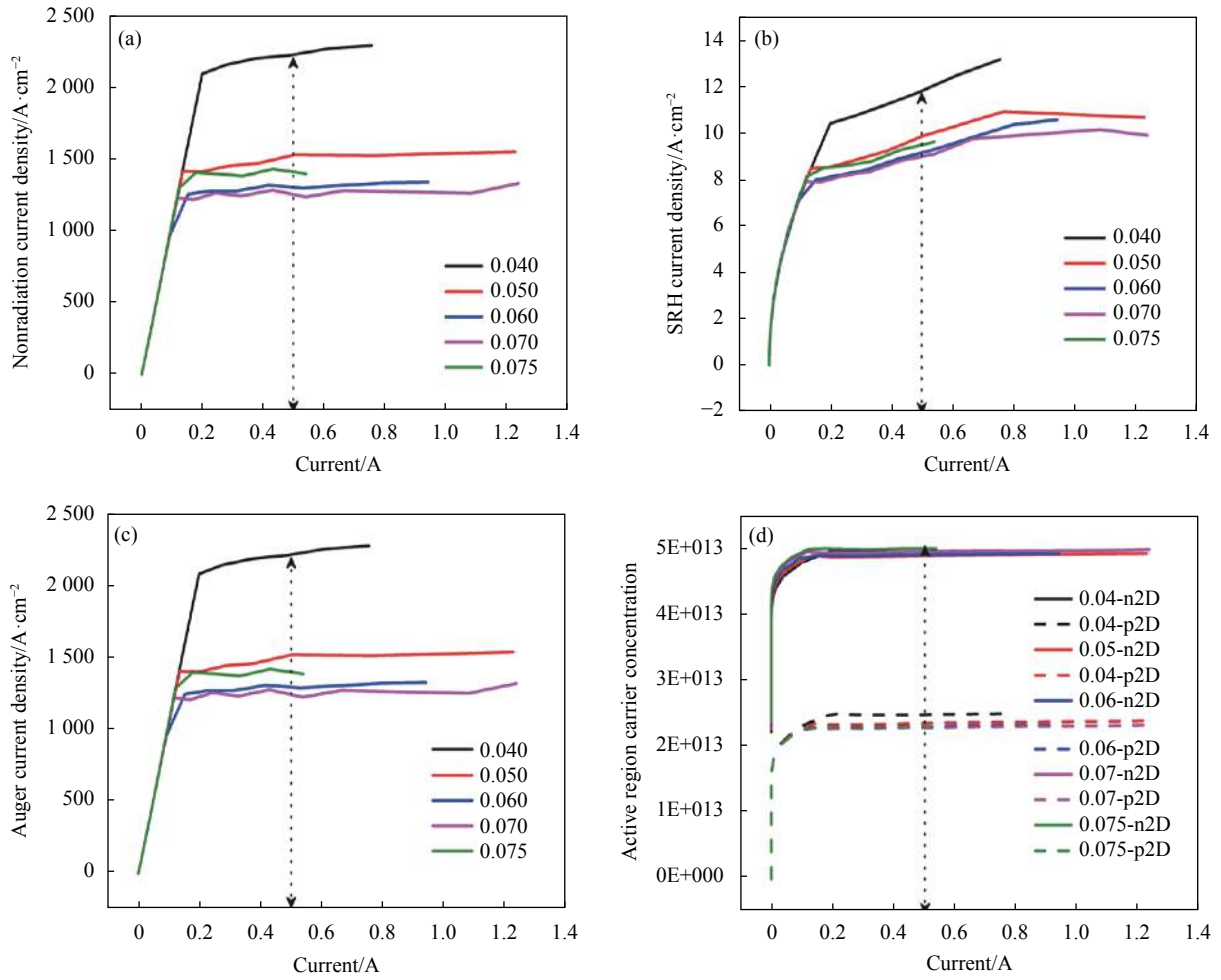 (a)
2 500
2 000
1 500
1 000
500
0
Nonradiation current density/A·cm⁻²
0.040
0.050
0.060
0.070
0.075
0 0.2 0.4 0.6 0.8 1.0 1.2 1.4
Current/A
(b)
14
12
10
8
6
4
2
0
−2
SRH current density/A·cm⁻²
0.040
0.050
0.060
0.070
0.075
0 0.2 0.4 0.6 0.8 1.0 1.2 1.4
Current/A
(c)
2 500
2 000
1 500
1 000
500
0
Auger current density/A·cm⁻²
0.040
0.050
0.060
0.070
0.075
0 0.2 0.4 0.6 0.8 1.0 1.2 1.4
Current/A
(d)
5E+013
4E+013
3E+013
2E+013
1E+013
0E+000
Active region carrier concentration
0.04-n2D
0.04-p2D
0.05-n2D
0.04-p2D
0.06-n2D
0.06-p2D
0.07-n2D
0.07-p2D
0.075-n2D
0.075-p2D
0 0.2 0.4 0.6 0.8 1.0 1.2 1.4
Current/A